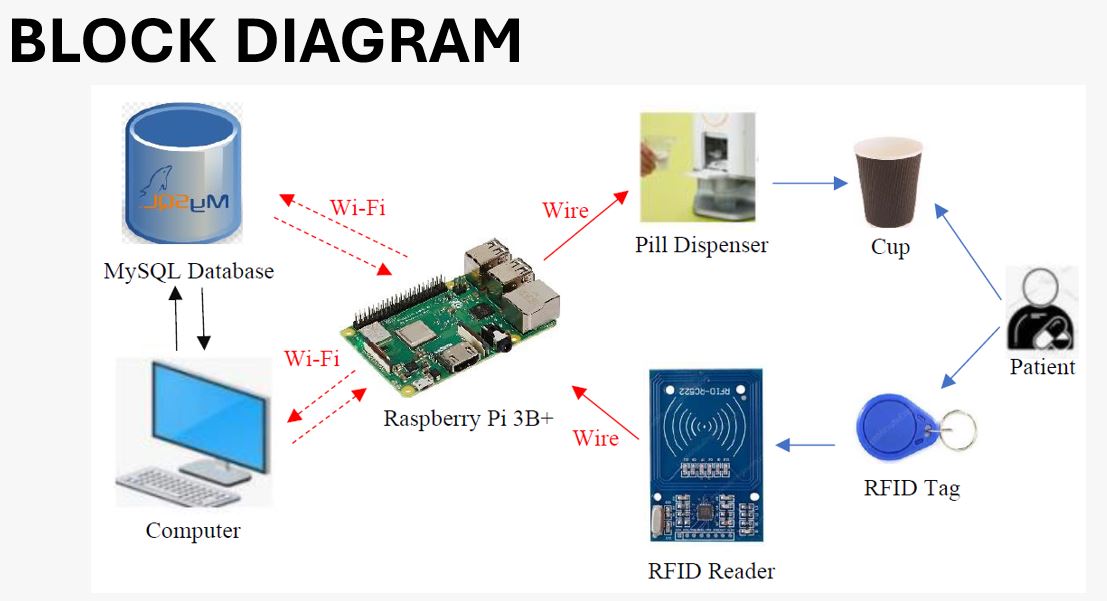 BLOCK DIAGRAM
MySQL
MySQL Database
Wi-Fi
Wire
Pill Dispenser
Cup
Patient
Wi-Fi
Raspberry Pi 3B+
Computer
Wire
RFID-RC522
RFID Reader
RFID Tag